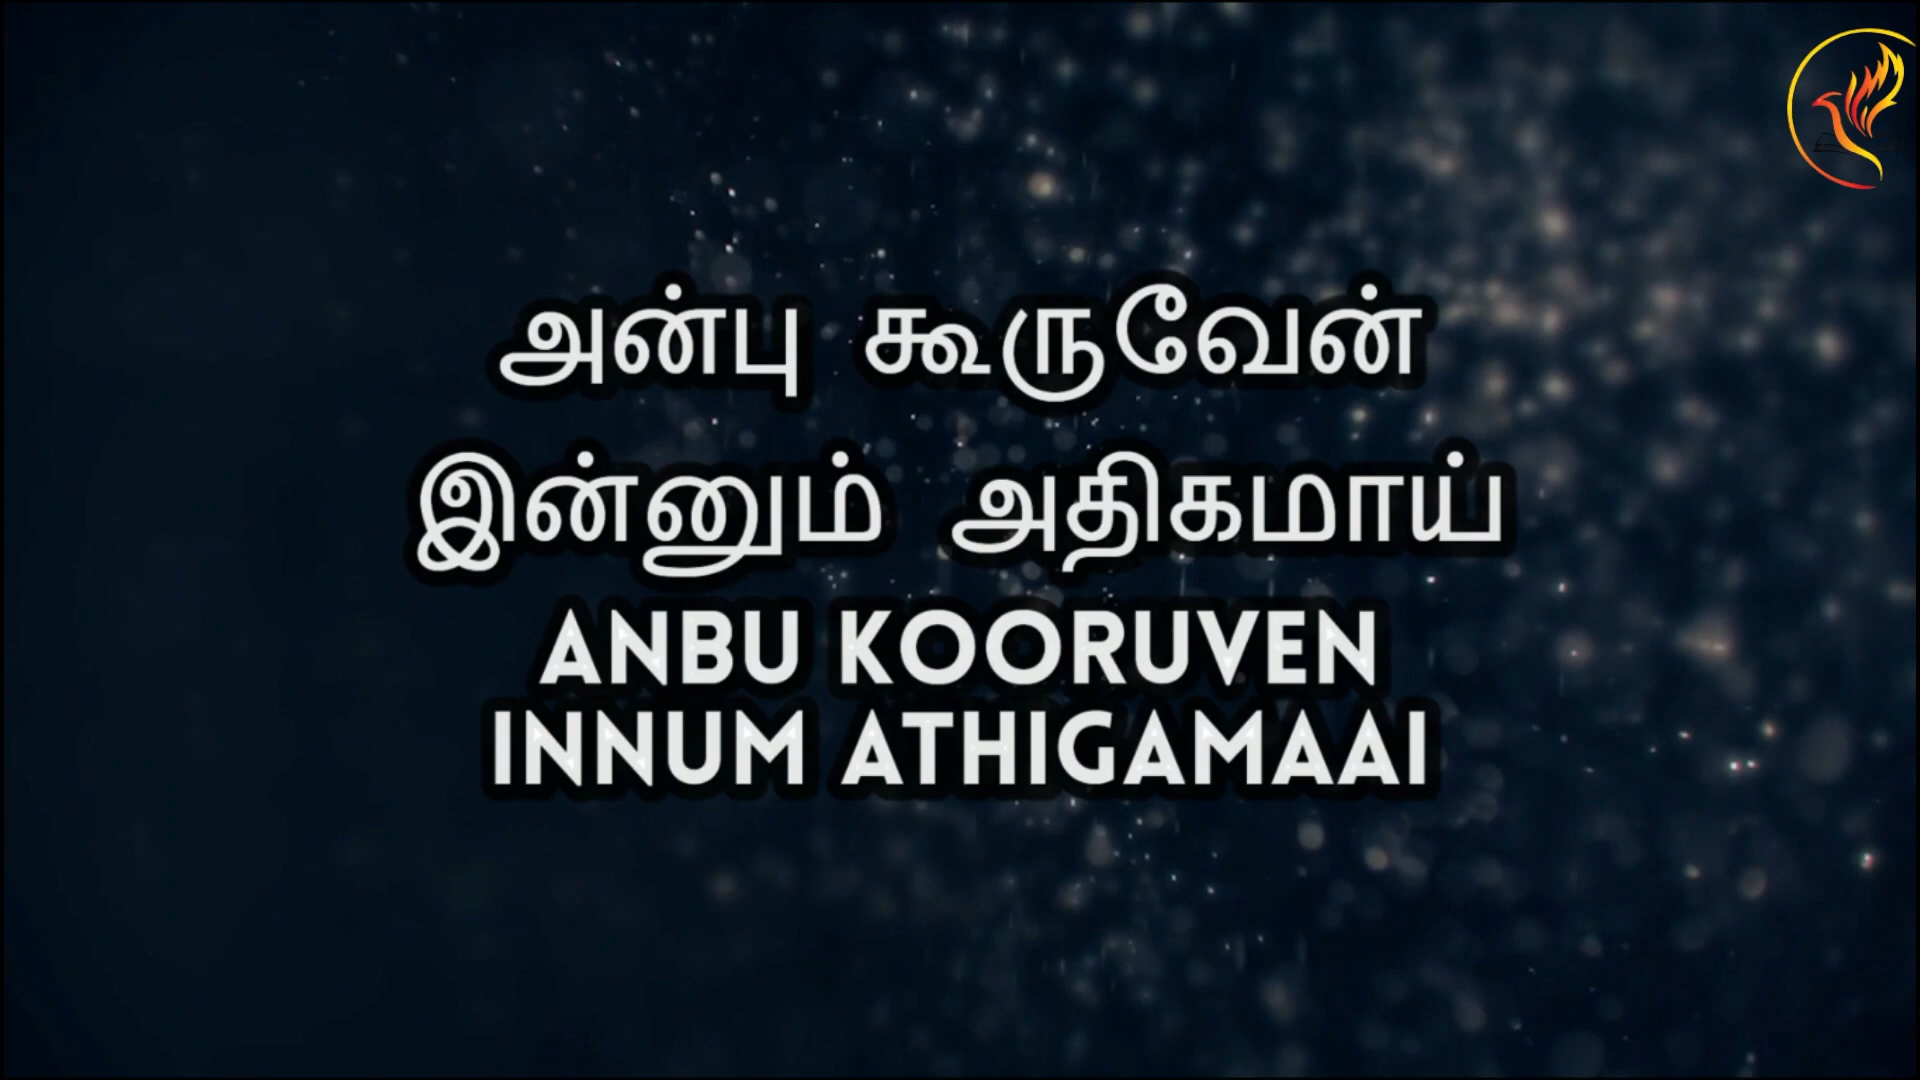 அன்பு கூருவேன்
இன்னும் அதிகமாய்
ANBU KOORUVEN
INNUM ATHIGAMAAI